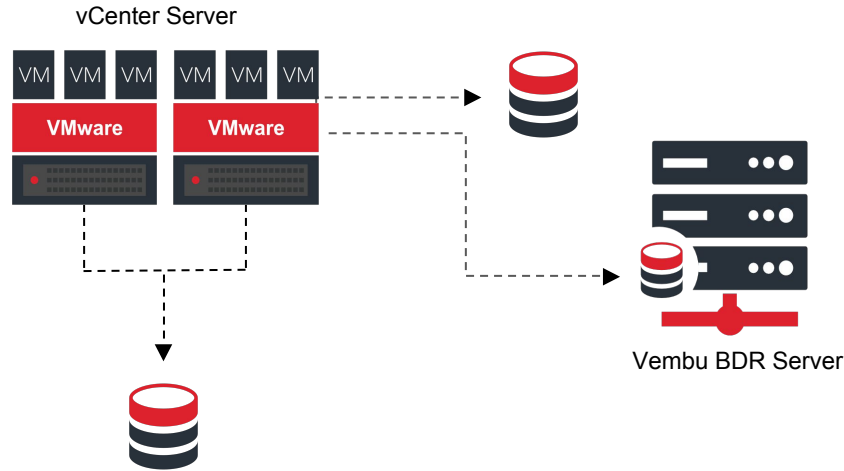 vCenter Server
VM VM VM VM VM VM
VMware VMware
Vembu BDR Server